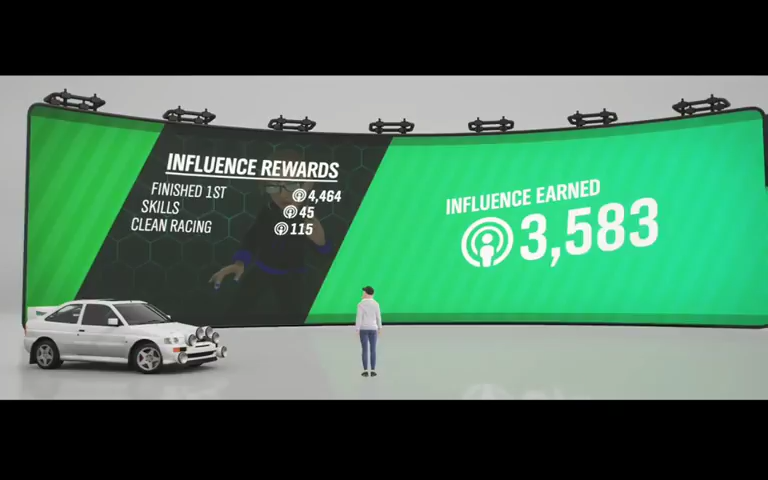 INFLUENCE REWARDS
FINISHED 1ST 4,464
SKILLS 45
CLEAN RACING 115
INFLUENCE EARNED
3,583